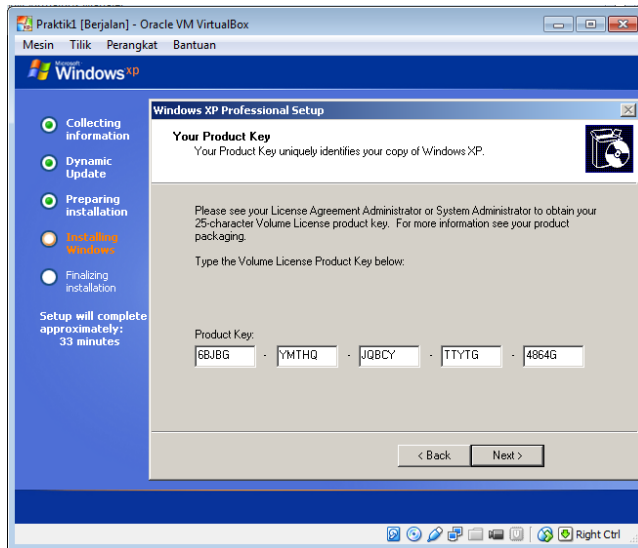 Praktik1 [Berjalan] - Oracle VM VirtualBox
Mesin Tilik Perangkat Bantuan
Microsoft
Windows xp
Collecting
information
Dynamic
Update
Preparing
installation
Installing
Windows
Finalizing
installation
Setup will complete
approximately:
33 minutes
Windows XP Professional Setup
Your Product Key
Your Product Key uniquely identifies your copy of Windows XP.
Please see your License Agreement Administrator or System Administrator to obtain your
25-character Volume License product key. For more information see your product
packaging.
Type the Volume License Product Key below:
Product Key:
6BJBG - YMTHQ - JQBCY - TTYTG - 4864G
< Back Next >
Right Ctrl